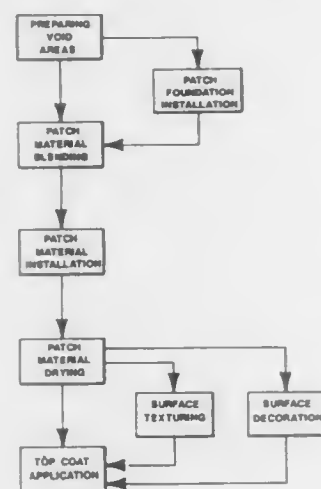 PREPARING
VOID
AREAS
PATCH
FOUNDATION
INSTALLATION
PATCH
MATERIAL
BLENDING
PATCH
MATERIAL
INSTALLATION
PATCH
MATERIAL
DRYING
SURFACE
TEXTURING
SURFACE
DECORATION
TOP COAT
APPLICATION